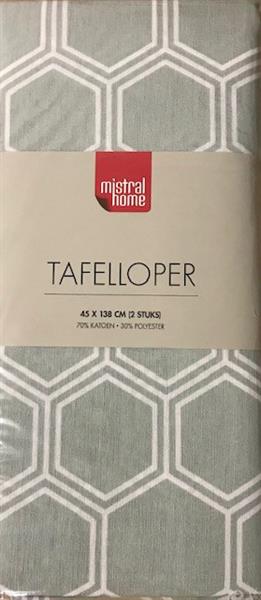 mistral
home
TAFELLOPER
45 X 138 CM (2 STUKS)
70% KATOEN • 30% POLYESTER